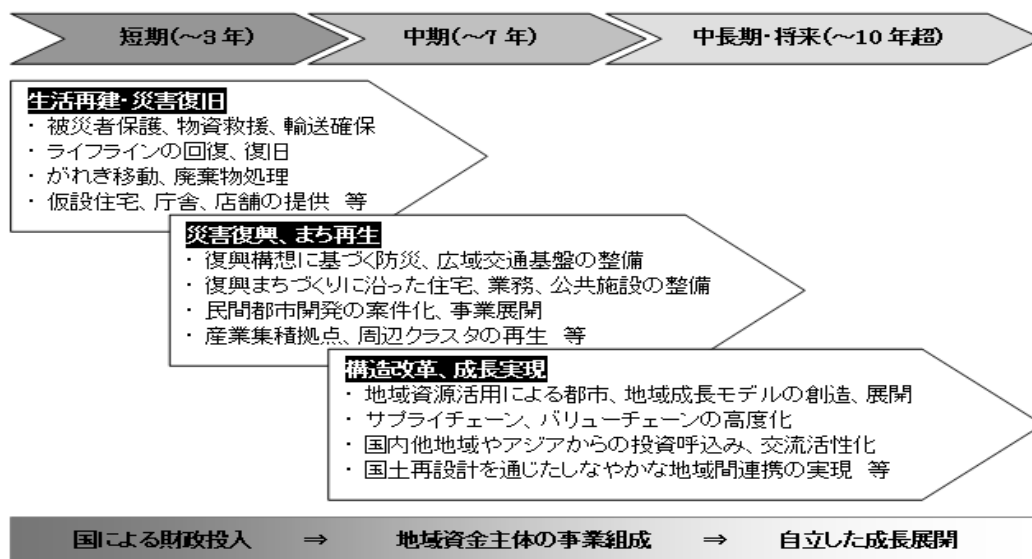 短期(～3年) 中期(～7年) 中長期・将来(～10年超)
生活再建・災害復旧
・ 被災者保護、物資救援、輸送確保
・ ライフラインの回復、復旧
・ がれき移動、廃棄物処理
・ 仮設住宅、庁舎、店舗の提供 等
災害復興、まち再生
・ 復興構想に基づく防災、広域交通基盤の整備
・ 復興まちづくりに沿った住宅、業務、公共施設の整備
・ 民間都市開発の案件化、事業展開
・ 産業集積拠点、周辺クラスタの再生 等
構造改革、成長実現
・ 地域資源活用による都市、地域成長モデルの創造、展開
・ サプライチェーン、バリューチェーンの高度化
・ 国内他地域やアジアからの投資呼込み、交流活性化
・ 国土再設計を通じたしなやかな地域間連携の実現 等
国による財政投入 ⇒ 地域資金主体の事業組成 ⇒ 自立した成長展開